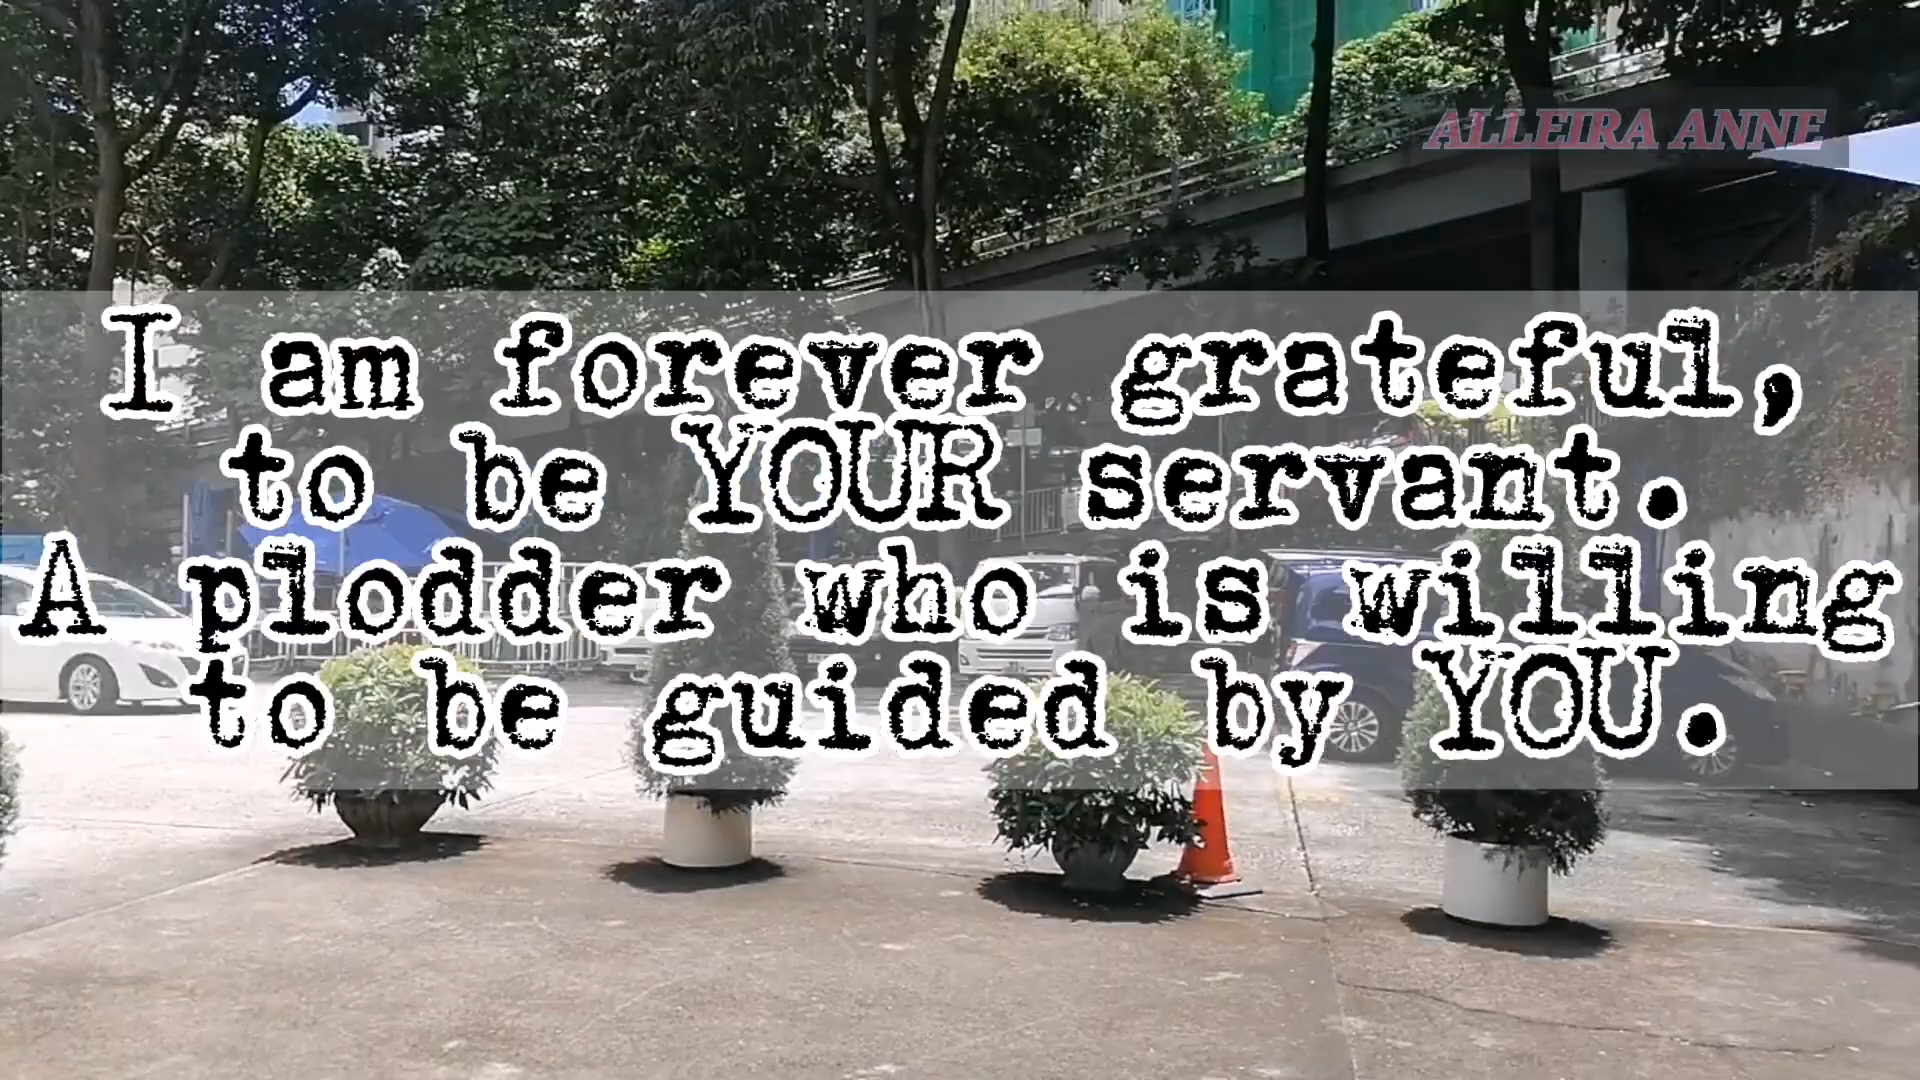 ALLEIRA ANNE
I am forever grateful,
to be YOUR servant.
A plodder who is willing
to be guided by YOU.